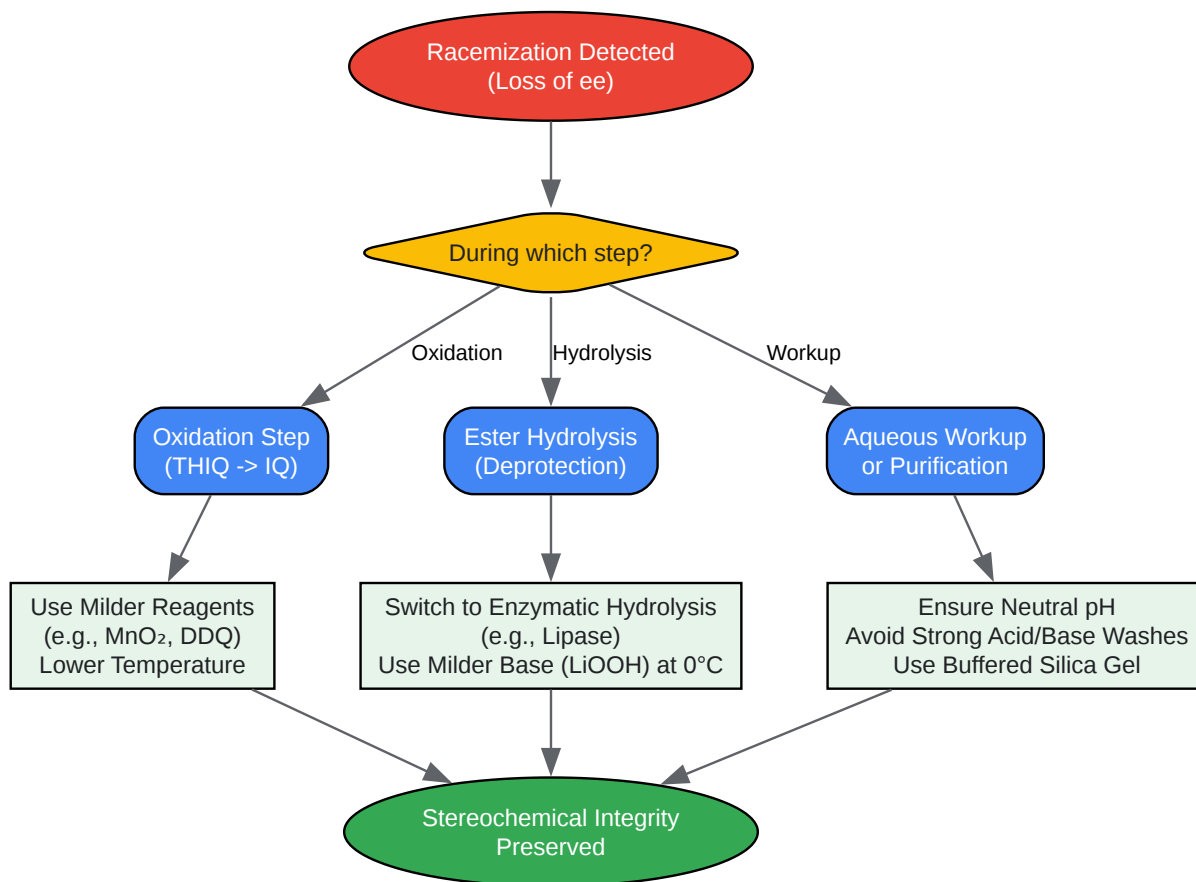 Racemization Detected
(Loss of ee)
During which step?
Oxidation
Hydrolysis
Workup
Oxidation Step
(THIQ -> IQ)
Ester Hydrolysis
(Deprotection)
Aqueous Workup
or Purification
Use Milder Reagents
(e.g., MnO₂, DDQ)
Lower Temperature
Switch to Enzymatic Hydrolysis
(e.g., Lipase)
Use Milder Base (LiOOH) at 0°C
Ensure Neutral pH
Avoid Strong Acid/Base Washes
Use Buffered Silica Gel
Stereochemical Integrity
Preserved